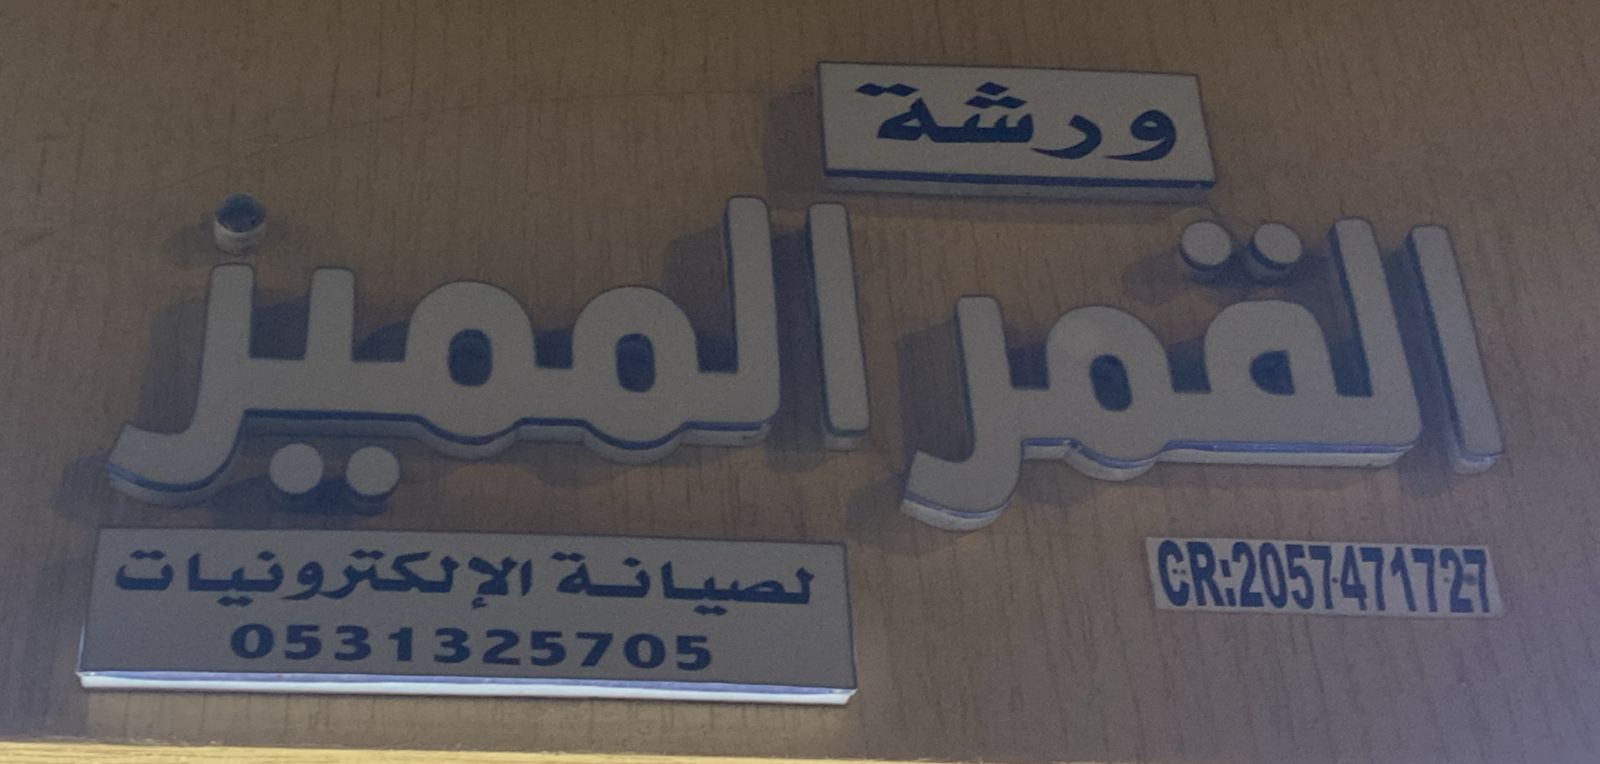 ورشة
القمر المميز
لصيانة الإلكترونيات
0531325705
CR:2057471727